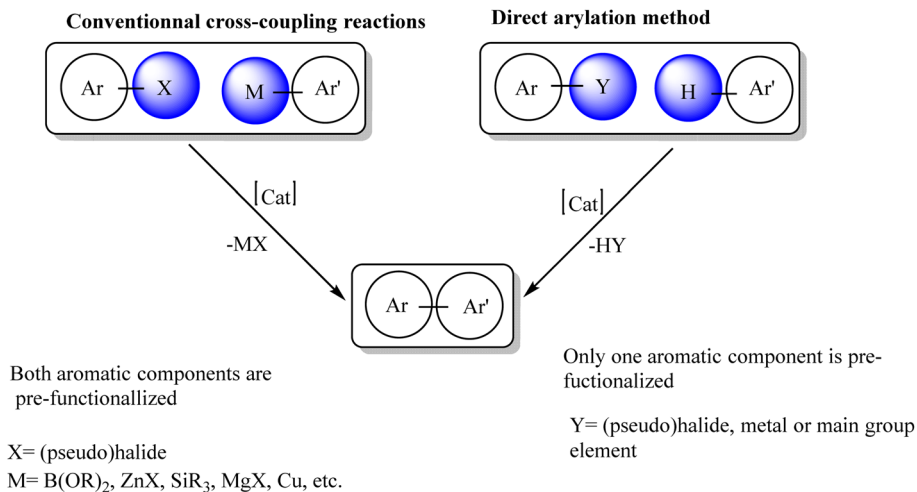 Conventionnal cross-coupling reactions
Direct arylation method
Ar X M Ar'
Ar Y H Ar'
[Cat]
-MX
[Cat]
-HY
Ar Ar'
Both aromatic components are
pre-functionallized
X= (pseudo)halide
M= B(OR)₂, ZnX, SiR₃, MgX, Cu, etc.
Only one aromatic component is pre-
fuctionalized
Y= (pseudo)halide, metal or main group
element